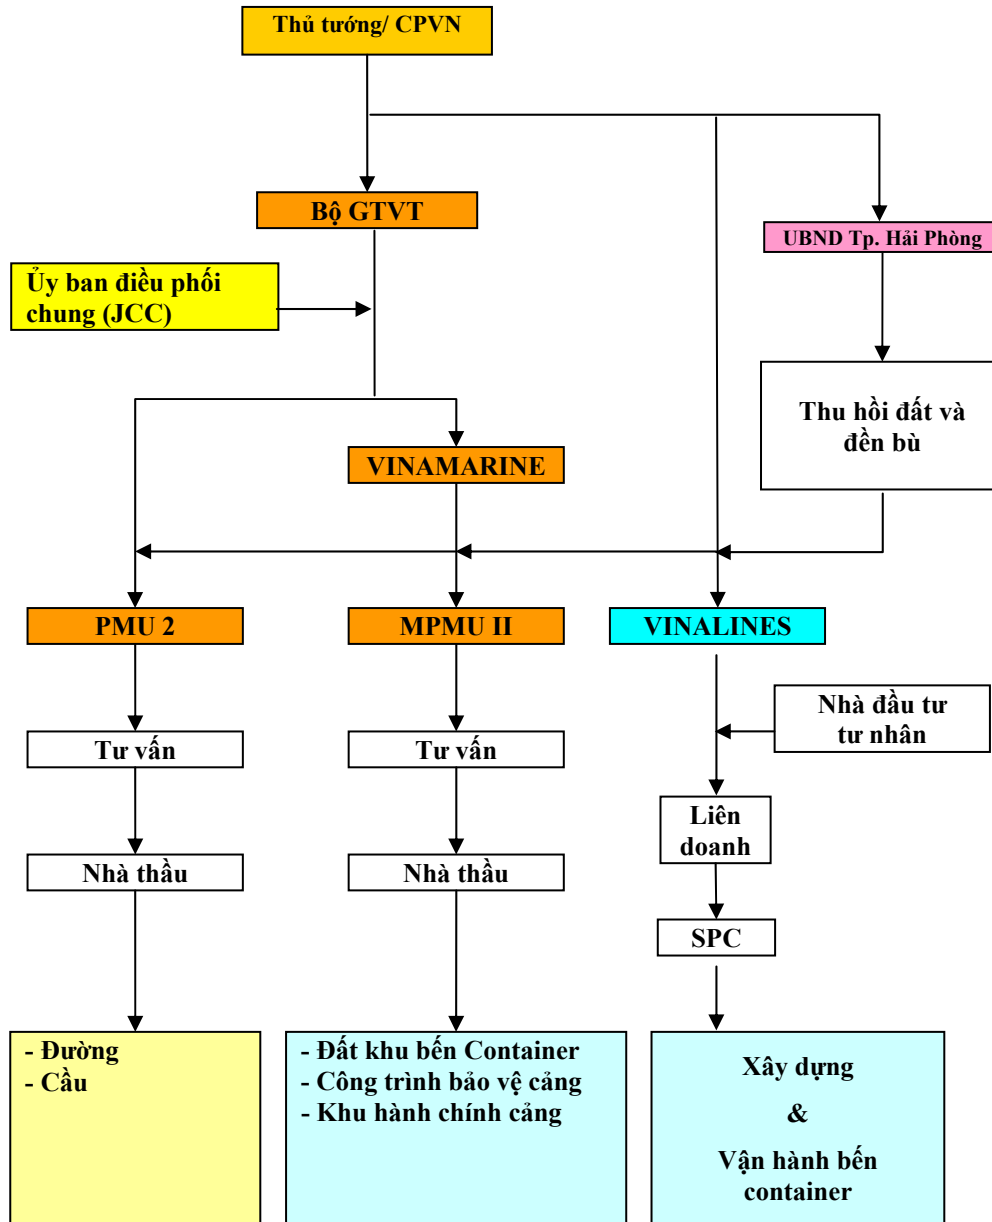 Thủ tướng/ CPVN
Bộ GTVT
UBND Tp. Hải Phòng
Ủy ban điều phối
chung (JCC)
Thu hồi đất và
đền bù
VINAMARINE
PMU 2
MPMU II
VINALINES
Nhà đầu tư
tư nhân
Tư vấn
Tư vấn
Liên
doanh
Nhà thầu
Nhà thầu
SPC
- Đường
- Cầu
- Đất khu bến Container
- Công trình bảo vệ cảng
- Khu hành chính cảng
Xây dựng
&
Vận hành bến
container